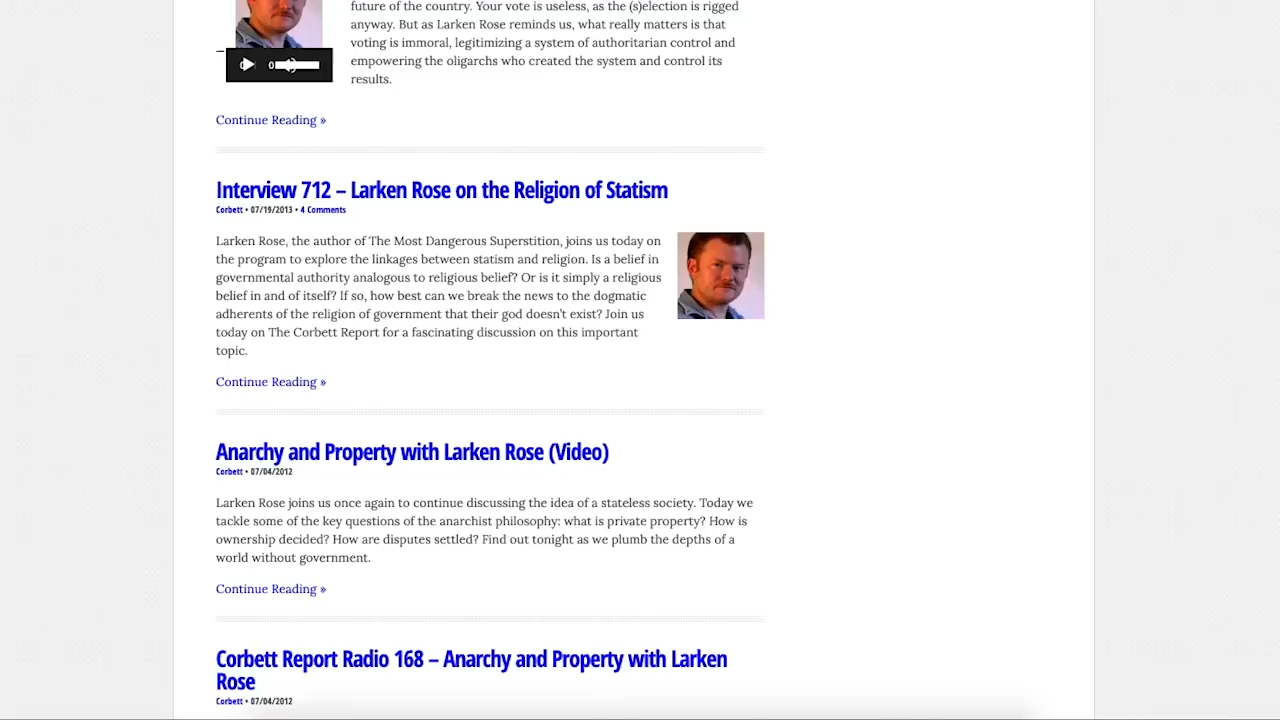 future of the country. Your vote is useless, as the (s)election is rigged
anyway. But as Larken Rose reminds us, what really matters is that
voting is immoral, legitimizing a system of authoritarian control and
empowering the oligarchs who created the system and control its
results.
Continue Reading »
Interview 712 – Larken Rose on the Religion of Statism
Corbett • 07/19/2013 • 4 Comments
Larken Rose, the author of The Most Dangerous Superstition, joins us today on
the program to explore the linkages between statism and religion. Is a belief in
governmental authority analogous to religious belief? Or is it simply a religious
belief in and of itself? If so, how best can we break the news to the dogmatic
adherents of the religion of government that their god doesn't exist? Join us
today on The Corbett Report for a fascinating discussion on this important
topic.
Continue Reading »
Anarchy and Property with Larken Rose (Video)
Corbett • 07/04/2012
Larken Rose joins us once again to continue discussing the idea of a stateless society. Today we
tackle some of the key questions of the anarchist philosophy: what is private property? How is
ownership decided? How are disputes settled? Find out tonight as we plumb the depths of a
world without government.
Continue Reading »
Corbett Report Radio 168 – Anarchy and Property with Larken
Rose
Corbett • 07/04/2012